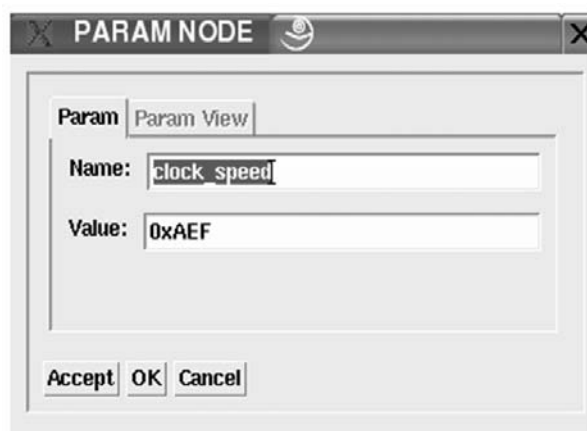 PARAM NODE
Param Param View
Name: clock_speed
Value: 0xAEF
Accept OK Cancel